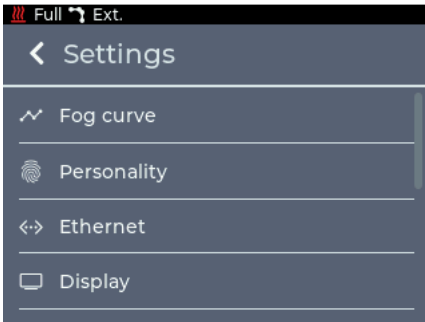 Full Ext.
Settings
Fog curve
Personality
Ethernet
Display